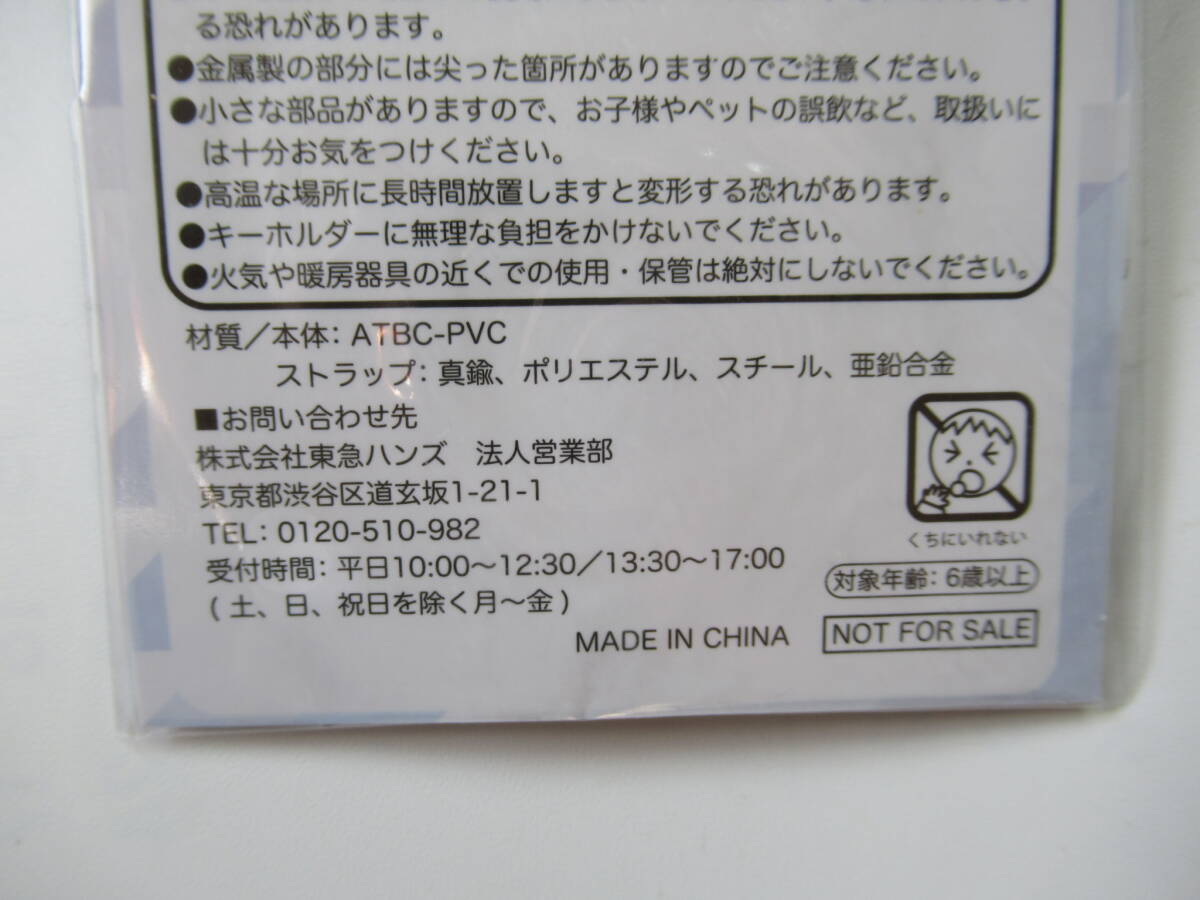 る恐れがあります。
●金属製の部分には尖った箇所がありますのでご注意ください。
●小さな部品がありますので、お子様やペットの誤飲など、取扱いに
は十分お気をつけください。
●高温な場所に長時間放置しますと変形する恐れがあります。
●キーホルダーに無理な負担をかけないでください。
●火気や暖房器具の近くでの使用・保管は絶対にしないでください。
材質／本体：ATBC-PVC
ストラップ：真鍮、ポリエステル、スチール、亜鉛合金
■お問い合わせ先
株式会社東急ハンズ　法人営業部
東京都渋谷区道玄坂1-21-1
TEL：0120-510-982
受付時間：平日10:00〜12:30／13:30〜17:00
(土、日、祝日を除く月〜金)
くちにいれない
対象年齢：6歳以上
MADE IN CHINA
NOT FOR SALE